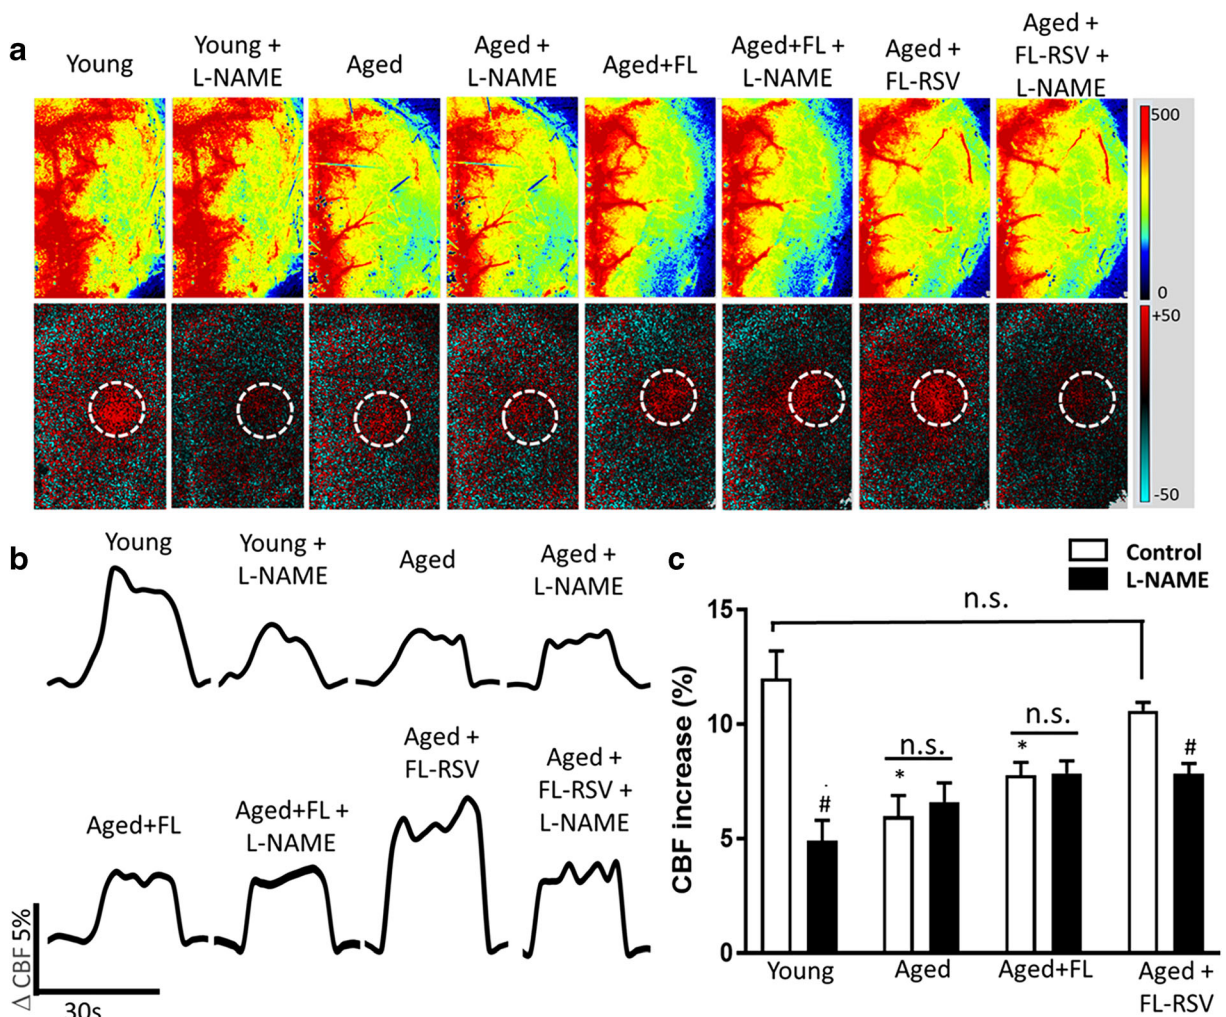 a
Young
Young +
L-NAME
Aged
Aged +
L-NAME
Aged+FL
Aged+FL +
L-NAME
Aged +
FL-RSV
Aged +
FL-RSV +
L-NAME
500
0
+50
-50
b
Young
Young +
L-NAME
Aged
Aged +
L-NAME
Aged+FL
Aged+FL +
L-NAME
Aged +
FL-RSV
Aged +
FL-RSV +
L-NAME
Δ CBF 5%
30s
c
Control
L-NAME
CBF increase (%)
15
10
5
0
n.s.
#
n.s.
*
n.s.
*
#
Young
Aged
Aged+FL
Aged +
FL-RSV